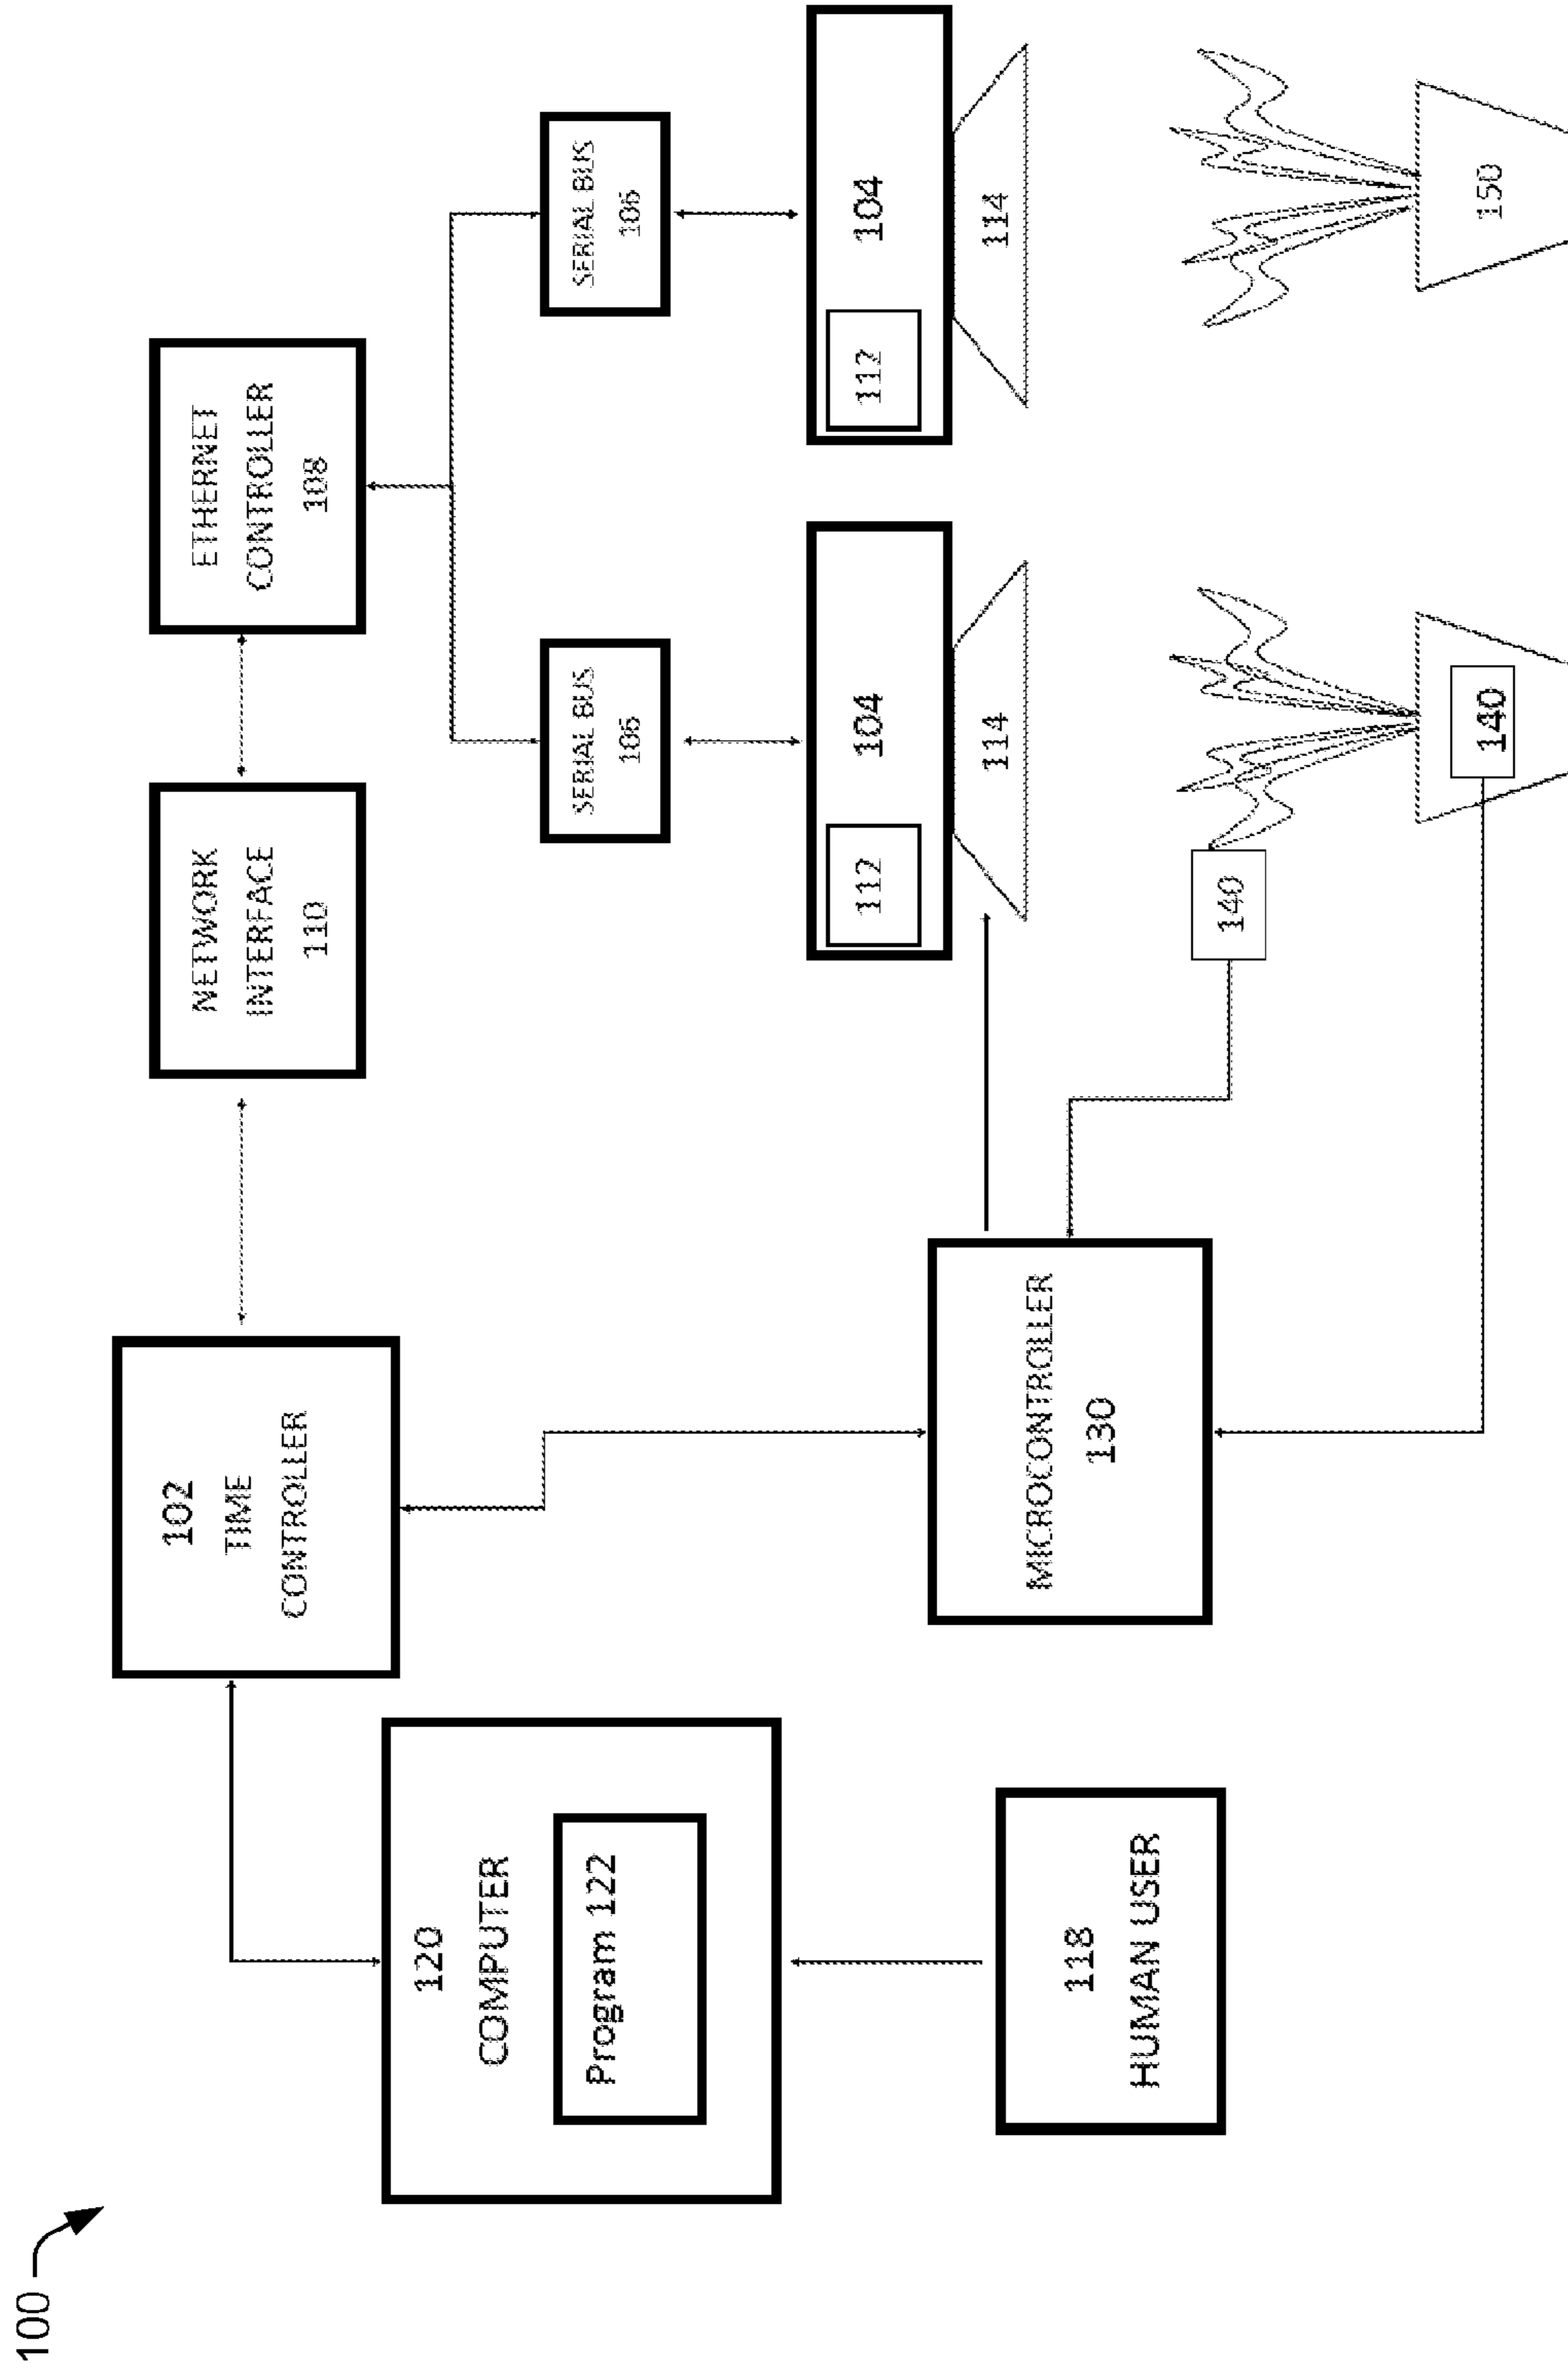 100
102
TIME
CONTROLLER
NETWORK
INTERFACE
110
ETHERNET
CONTROLLER
108
120
COMPUTER
Program 122
SERIAL BUS
106
SERIAL BUS
106
112
104
114
112
104
114
MICROCONTROLLER
130
118
HUMAN USER
140
140
150